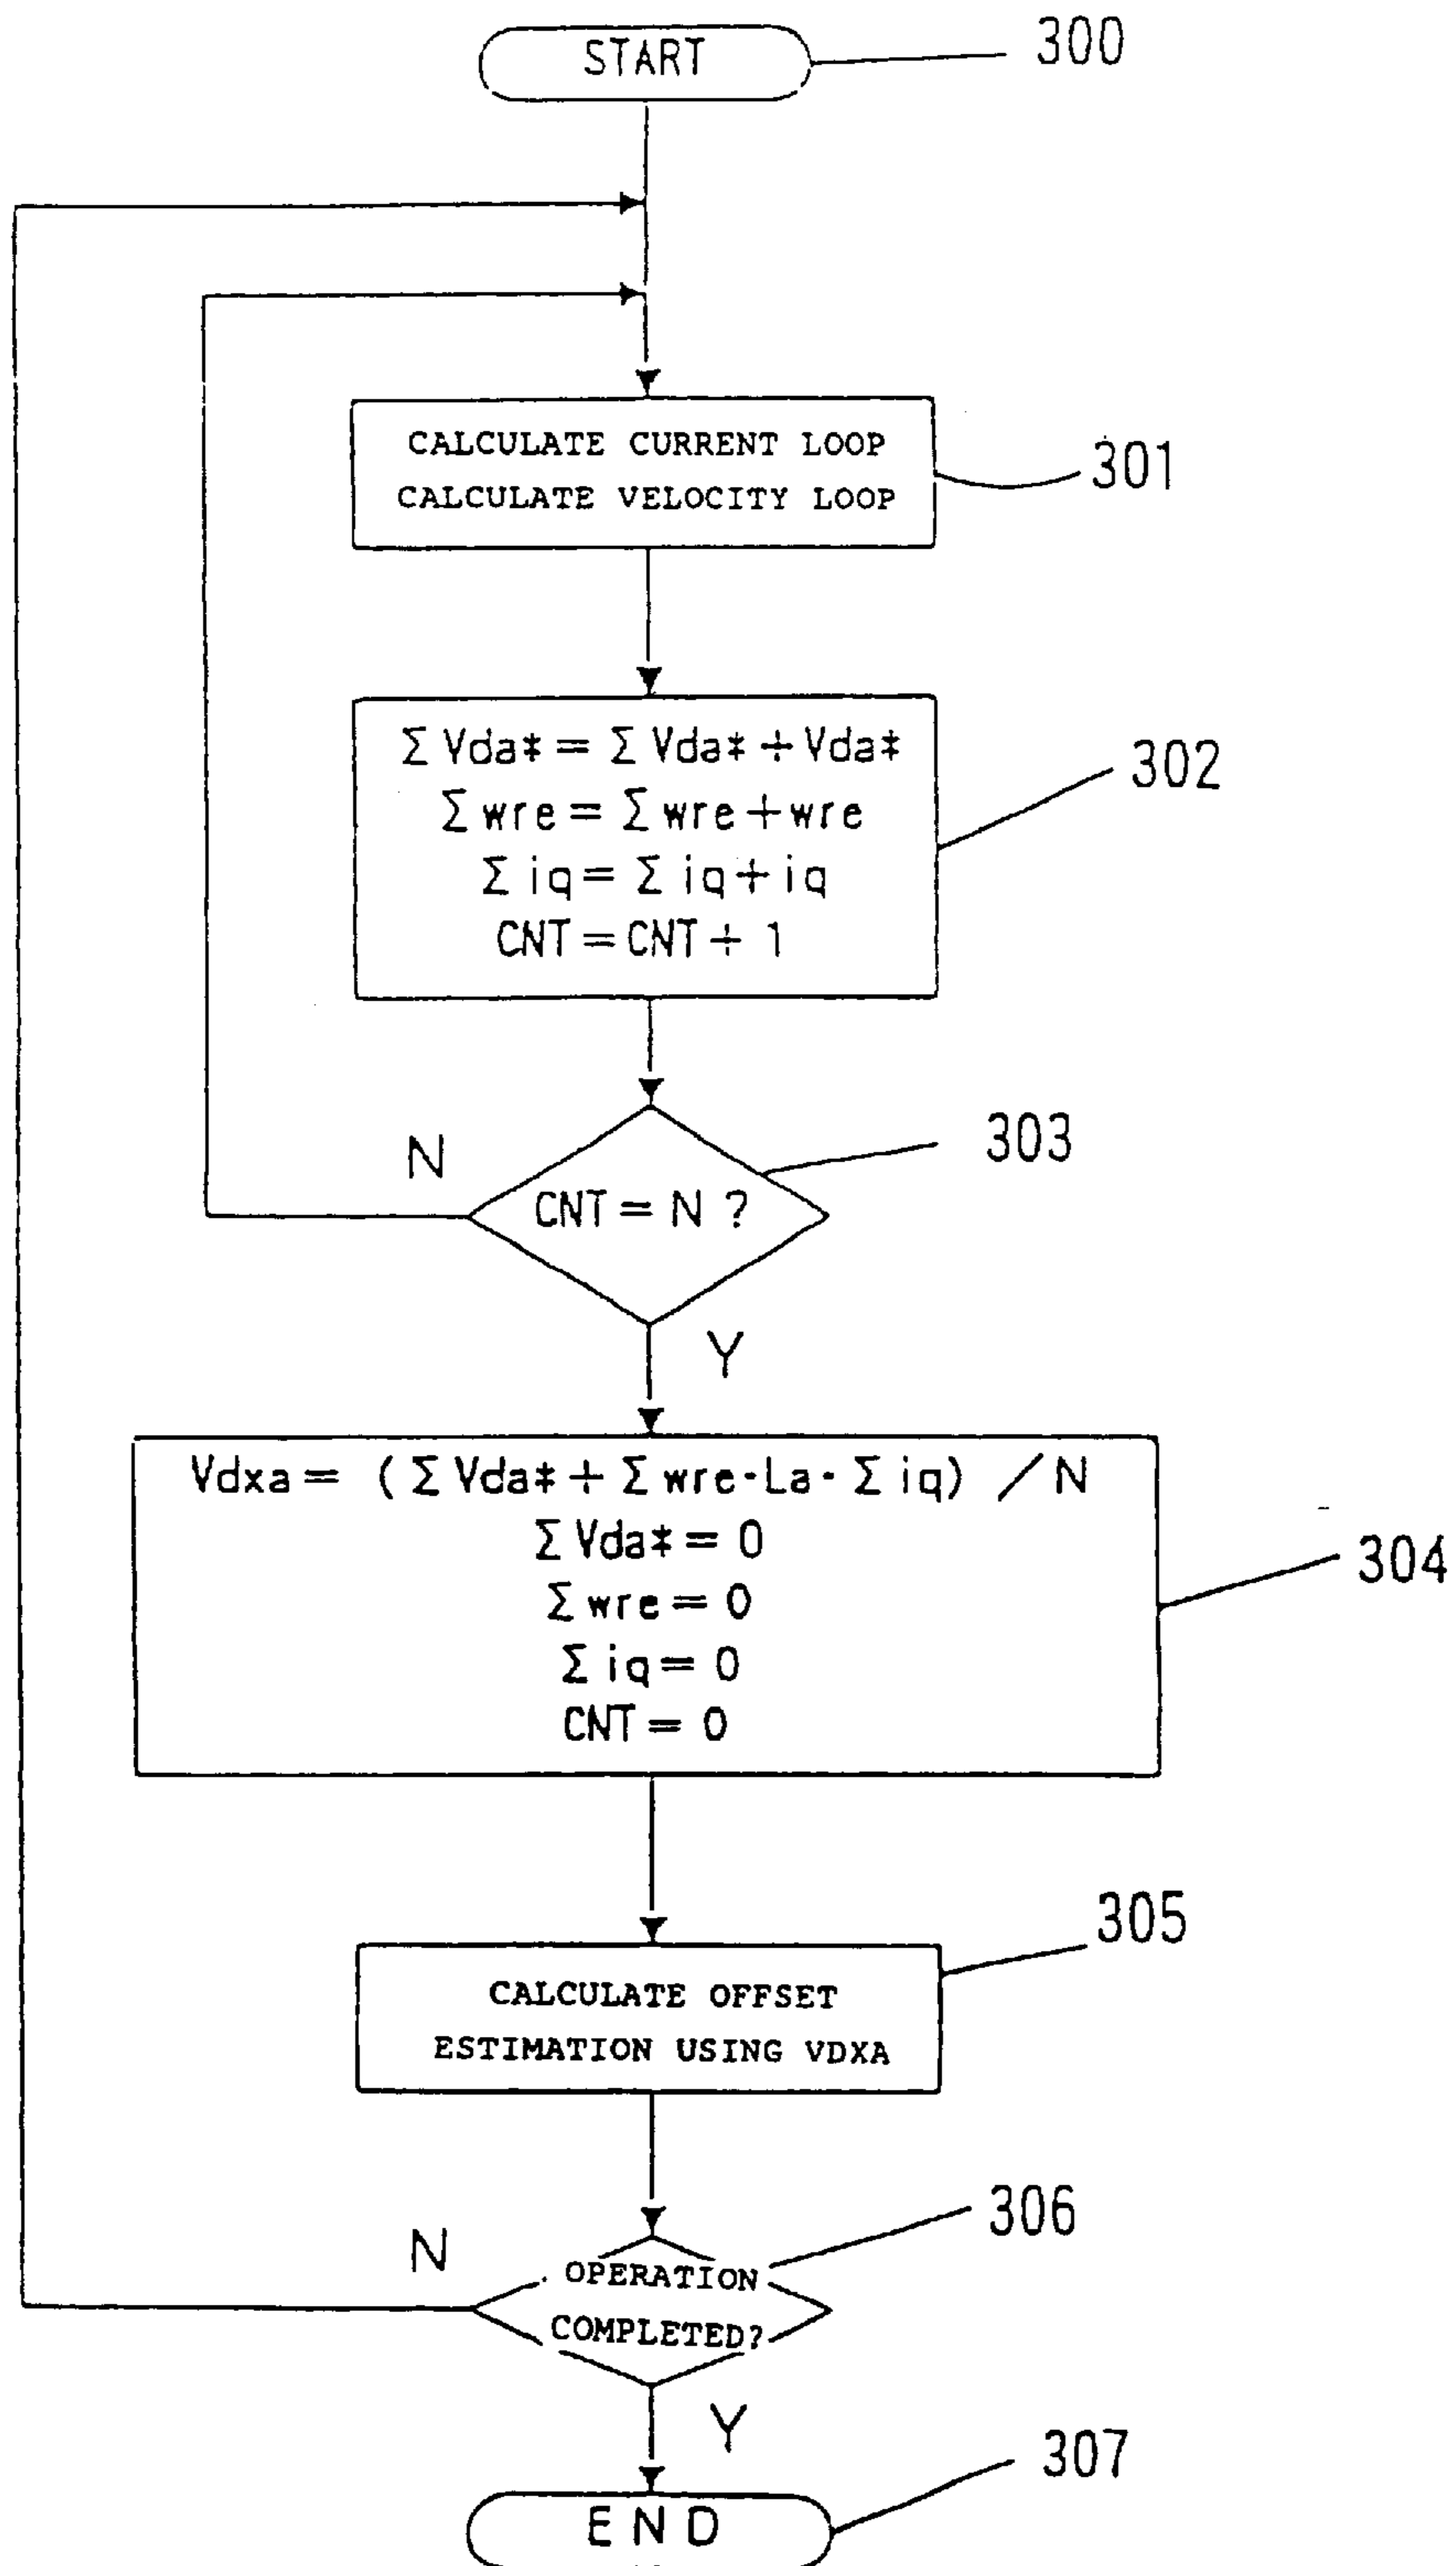 START
300
CALCULATE CURRENT LOOP
CALCULATE VELOCITY LOOP
301
Σ Vda* = Σ Vda* + Vda*
Σ wre = Σ wre + wre
Σ iq = Σ iq + iq
CNT = CNT + 1
302
N
303
CNT = N ?
Y
Vdxa = (Σ Vda* + Σ wre · La · Σ iq) / N
Σ Vda* = 0
Σ wre = 0
Σ iq = 0
CNT = 0
304
305
CALCULATE OFFSET
ESTIMATION USING VDXA
N
306
OPERATION
COMPLETED?
Y
307
END